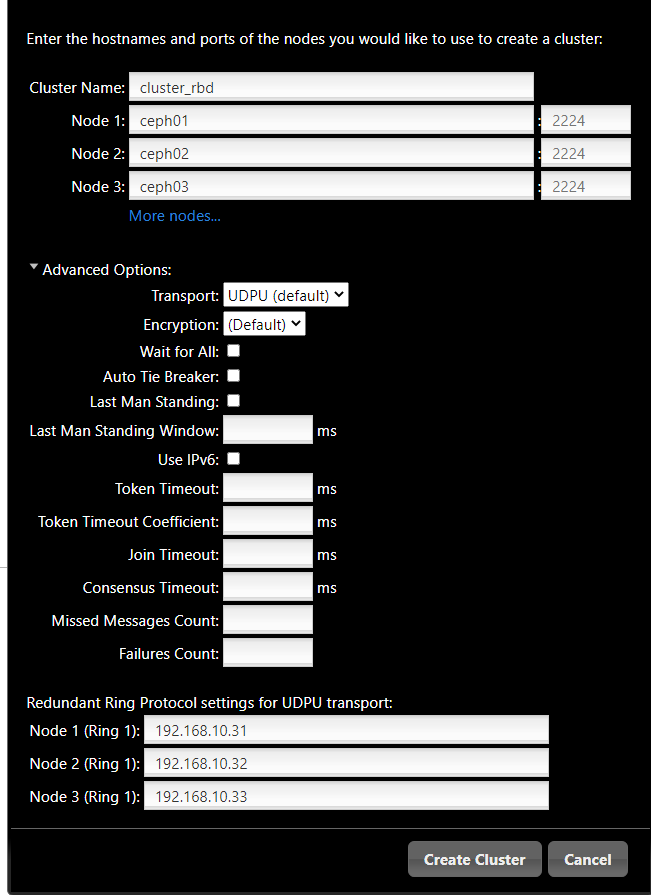 Enter the hostnames and ports of the nodes you would like to use to create a cluster:
Cluster Name: cluster_rbd
Node 1: ceph01 : 2224
Node 2: ceph02 : 2224
Node 3: ceph03 : 2224
More nodes...
Advanced Options:
Transport: UDPU (default)
Encryption: (Default)
Wait for All:
Auto Tie Breaker:
Last Man Standing:
Last Man Standing Window: ms
Use IPv6:
Token Timeout: ms
Token Timeout Coefficient: ms
Join Timeout: ms
Consensus Timeout: ms
Missed Messages Count:
Failures Count:
Redundant Ring Protocol settings for UDPU transport:
Node 1 (Ring 1): 192.168.10.31
Node 2 (Ring 1): 192.168.10.32
Node 3 (Ring 1): 192.168.10.33
Create Cluster Cancel